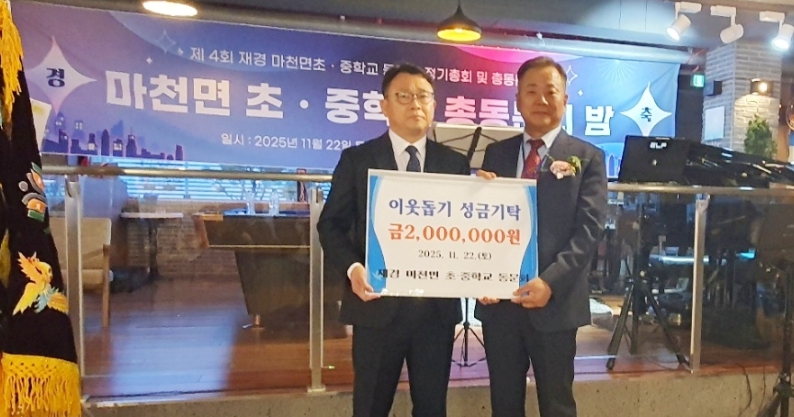 제 4회 재경 마천면초 · 중학교 정기총회 및 총동
경 마천면 초 · 중학 총동 밤 축
일시 : 2025년 11월 22일
이웃돕기 성금기탁
금2,000,000원
2025. 11. 22.(토)
재경 마천면 초·중학교 동문회